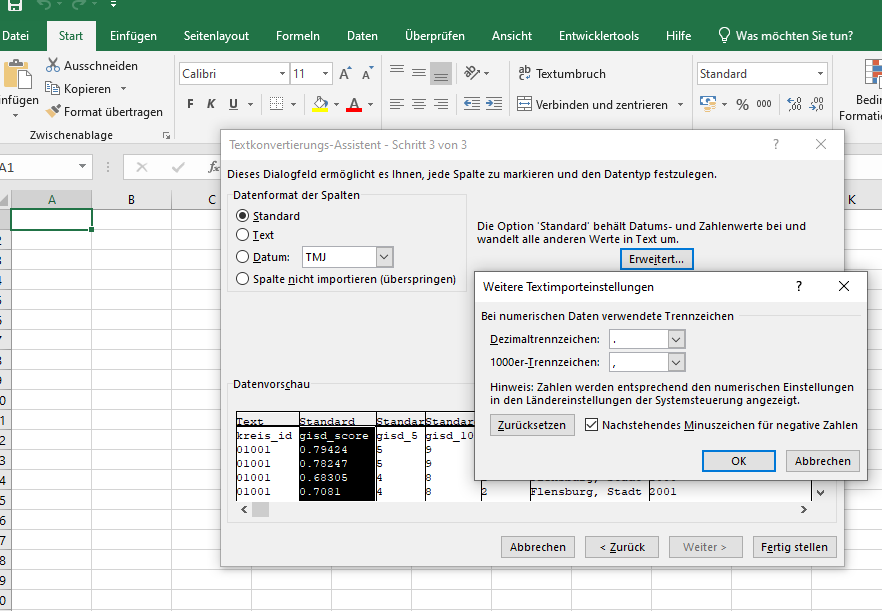 Datei Start Einfügen Seitenlayout Formeln Daten Überprüfen Ansicht Entwicklertools Hilfe Was möchten Sie tun?
Ausschneiden
Kopieren
Format übertragen
nfügen
Zwischenablage
Calibri 11 A A
F K U A
ab Textumbruch
Verbinden und zentrieren
Standard
% 000
Bedin
Formatio
A1 fx
A B C K
Textkonvertierungs-Assistent - Schritt 3 von 3 ?
Dieses Dialogfeld ermöglicht es Ihnen, jede Spalte zu markieren und den Datentyp festzulegen.
Datenformat der Spalten
Standard
Text
Datum: TMJ
Spalte nicht importieren (überspringen)
Die Option 'Standard' behält Datums- und Zahlenwerte bei und
wandelt alle anderen Werte in Text um.
Erweitert...
Weitere Textimporteinstellungen ?
Bei numerischen Daten verwendete Trennzeichen
Dezimaltrennzeichen: .
1000er-Trennzeichen: ,
Hinweis: Zahlen werden entsprechend den numerischen Einstellungen
in den Ländereinstellungen der Systemsteuerung angezeigt.
Zurücksetzen Nachstehendes Minuszeichen für negative Zahlen
OK Abbrechen
Datenvorschau
Text Standard Standar Standar
kreis_id gisd_score gisd_5 gisd_10
01001 0.79424 5 9
01001 0.78247 5 9
01001 0.68305 4 8
01001 0.7081 4 8 2 Flensburg, Stadt 2001
Abbrechen < Zurück Weiter > Fertig stellen